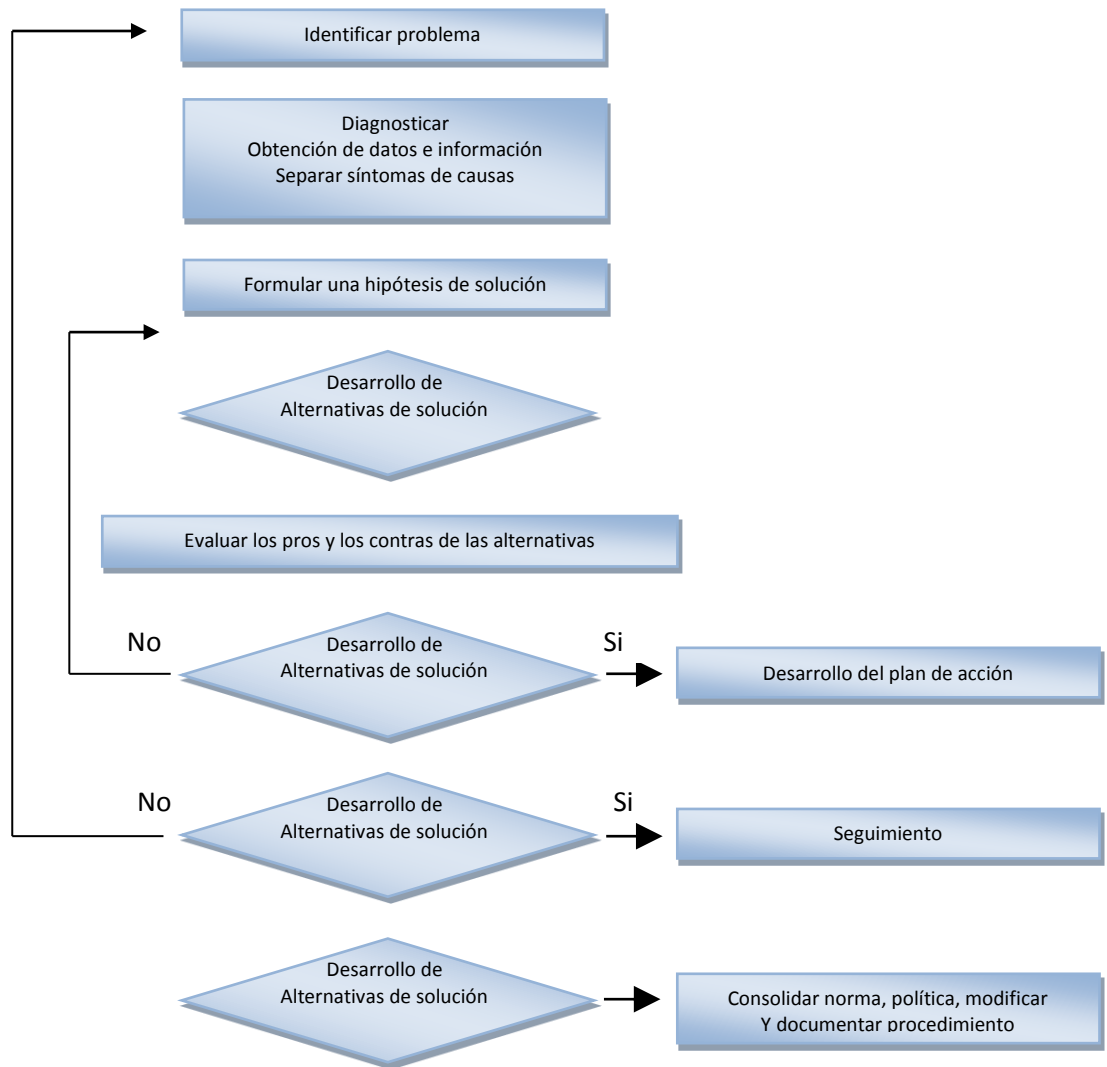 Identificar problema
Diagnosticar
Obtención de datos e información
Separar síntomas de causas
Formular una hipótesis de solución
Desarrollo de
Alternativas de solución
Evaluar los pros y los contras de las alternativas
No
Desarrollo de
Alternativas de solución
Si
Desarrollo del plan de acción
No
Desarrollo de
Alternativas de solución
Si
Seguimiento
Desarrollo de
Alternativas de solución
Consolidar norma, política, modificar
Y documentar procedimiento